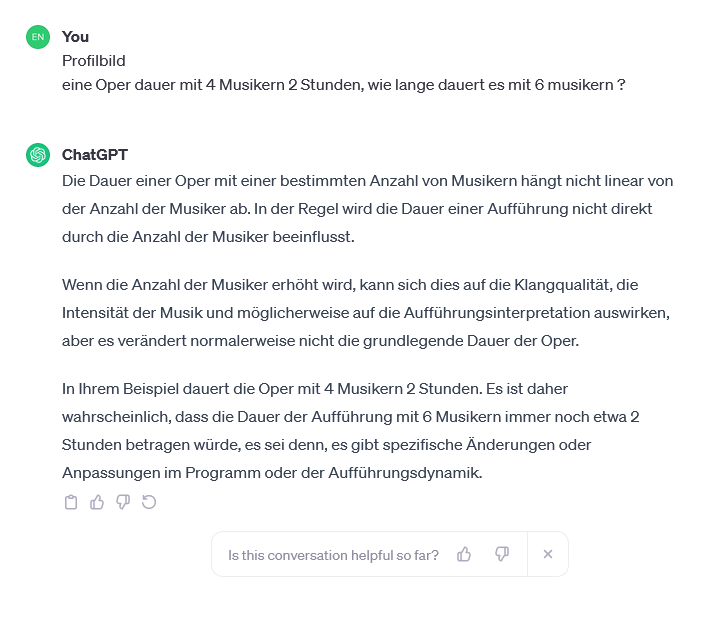 EN You
Profilbild
eine Oper dauer mit 4 Musikern 2 Stunden, wie lange dauert es mit 6 musikern ?
ChatGPT
Die Dauer einer Oper mit einer bestimmten Anzahl von Musikern hängt nicht linear von
der Anzahl der Musiker ab. In der Regel wird die Dauer einer Aufführung nicht direkt
durch die Anzahl der Musiker beeinflusst.
Wenn die Anzahl der Musiker erhöht wird, kann sich dies auf die Klangqualität, die
Intensität der Musik und möglicherweise auf die Aufführungsinterpretation auswirken,
aber es verändert normalerweise nicht die grundlegende Dauer der Oper.
In Ihrem Beispiel dauert die Oper mit 4 Musikern 2 Stunden. Es ist daher
wahrscheinlich, dass die Dauer der Aufführung mit 6 Musikern immer noch etwa 2
Stunden betragen würde, es sei denn, es gibt spezifische Änderungen oder
Anpassungen im Programm oder der Aufführungsdynamik.
Is this conversation helpful so far?